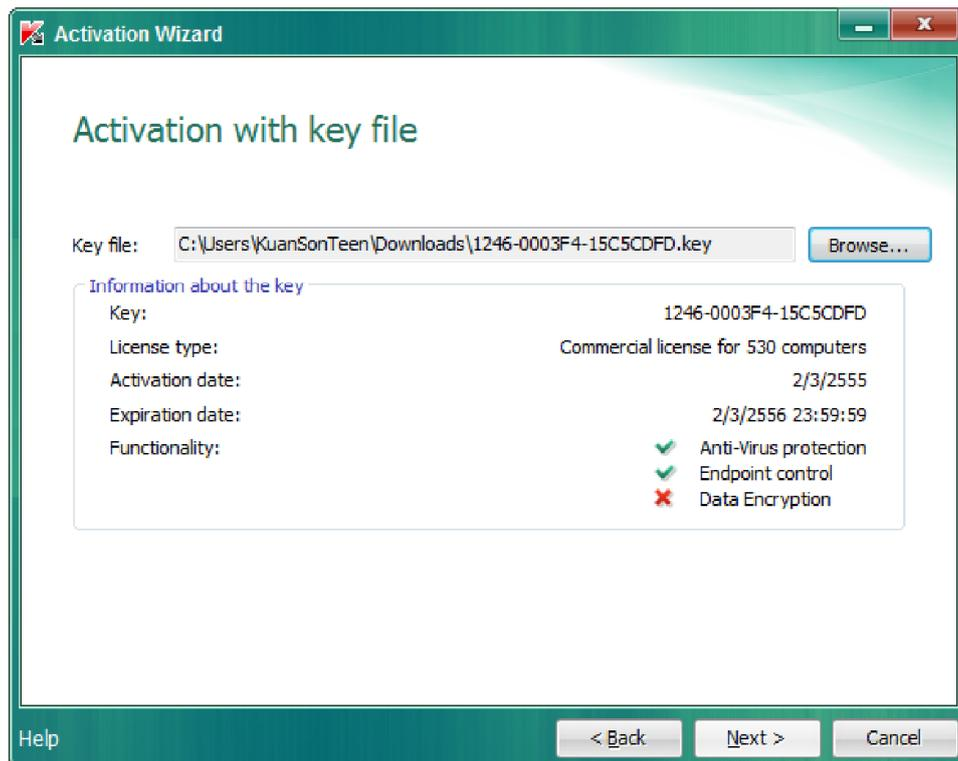 Activation Wizard
Activation with key file
Key file: C:\Users\KuanSonTeen\Downloads\1246-0003F4-15C5CDFD.key Browse...
Information about the key
Key: 1246-0003F4-15C5CDFD
License type: Commercial license for 530 computers
Activation date: 2/3/2555
Expiration date: 2/3/2556 23:59:59
Functionality: Anti-Virus protection
Endpoint control
Data Encryption
Help < Back Next > Cancel